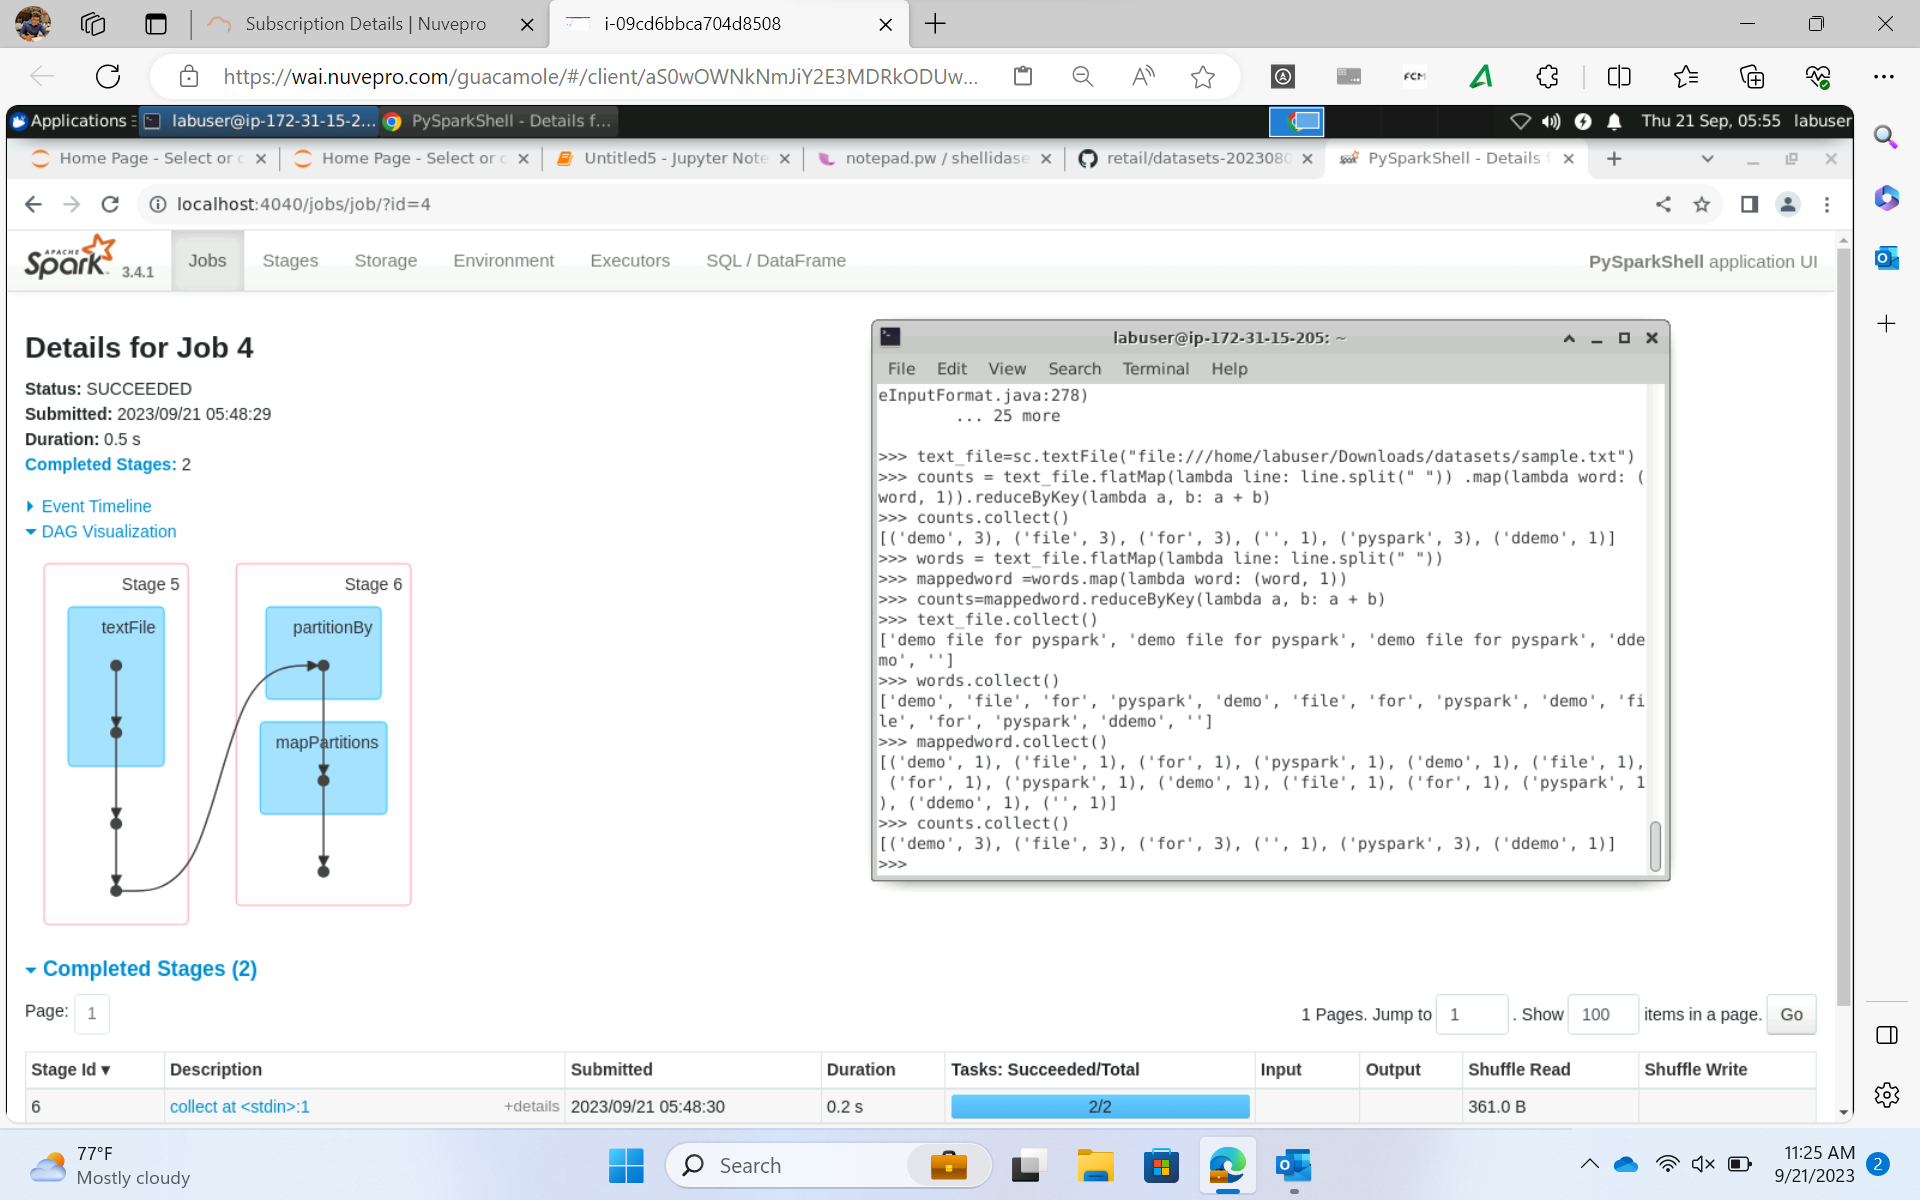 Subscription Details | Nuvepro
i-09cd6bbca704d8508
https://wai.nuvepro.com/guacamole/#/client/aS0wOWNkNmJiY2E3MDRkODUw...
FCM
Applications
labuser@ip-172-31-15-2...
PySparkShell - Details f...
Thu 21 Sep, 05:55 labuser
Home Page - Select or c
Home Page - Select or c
Untitled5 - Jupyter Note
notepad.pw / shellidase
retail/datasets-2023080
PySparkShell - Details f
localhost:4040/jobs/job/?id=4
APACHE Spark 3.4.1
Jobs
Stages
Storage
Environment
Executors
SQL / DataFrame
PySparkShell application UI
Details for Job 4
Status: SUCCEEDED
Submitted: 2023/09/21 05:48:29
Duration: 0.5 s
Completed Stages: 2
Event Timeline
DAG Visualization
Stage 5
textFile
Stage 6
partitionBy
mapPartitions
labuser@ip-172-31-15-205: ~
File Edit View Search Terminal Help
eInputFormat.java:278)
... 25 more
>>> text_file=sc.textFile("file:///home/labuser/Downloads/datasets/sample.txt")
>>> counts = text_file.flatMap(lambda line: line.split(" ")) .map(lambda word: (
word, 1)).reduceByKey(lambda a, b: a + b)
>>> counts.collect()
[('demo', 3), ('file', 3), ('for', 3), ('', 1), ('pyspark', 3), ('ddemo', 1)]
>>> words = text_file.flatMap(lambda line: line.split(" "))
>>> mappedword =words.map(lambda word: (word, 1))
>>> counts=mappedword.reduceByKey(lambda a, b: a + b)
>>> text_file.collect()
['demo file for pyspark', 'demo file for pyspark', 'demo file for pyspark', 'dde
mo', '']
>>> words.collect()
['demo', 'file', 'for', 'pyspark', 'demo', 'file', 'for', 'pyspark', 'demo', 'fi
le', 'for', 'pyspark', 'ddemo', '']
>>> mappedword.collect()
[('demo', 1), ('file', 1), ('for', 1), ('pyspark', 1), ('demo', 1), ('file', 1),
('for', 1), ('pyspark', 1), ('demo', 1), ('file', 1), ('for', 1), ('pyspark', 1
), ('ddemo', 1), ('', 1)]
>>> counts.collect()
[('demo', 3), ('file', 3), ('for', 3), ('', 1), ('pyspark', 3), ('ddemo', 1)]
>>>
Completed Stages (2)
Page: 1
1 Pages. Jump to 1 . Show 100 items in a page. Go
Stage Id ▾ Description Submitted Duration Tasks: Succeeded/Total Input Output Shuffle Read Shuffle Write
6 collect at <stdin>:1 +details 2023/09/21 05:48:30 0.2 s 2/2 361.0 B
77°F
Mostly cloudy
Search
11:25 AM
9/21/2023
2